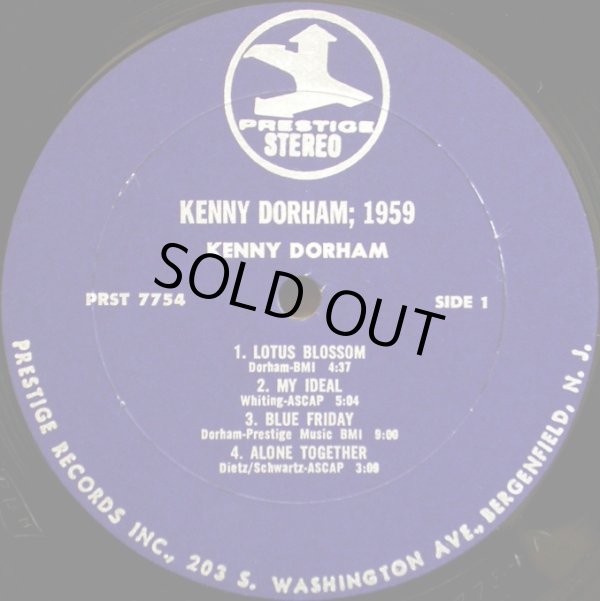 PRESTIGE
STEREO
KENNY DORHAM; 1959
KENNY DORHAM
SOLD OUT
PRST 7754
SIDE 1
1. LOTUS BLOSSOM
Dorham-BMI 4:37
2. MY IDEAL
Whiting-ASCAP 5:04
3. BLUE FRIDAY
Dorham-Prestige Music BMI 9:00
4. ALONE TOGETHER
Dietz/Schwartz-ASCAP 3:09
PRESTIGE RECORDS INC., 203 S. WASHINGTON AVE., BERGENFIELD, N. J.